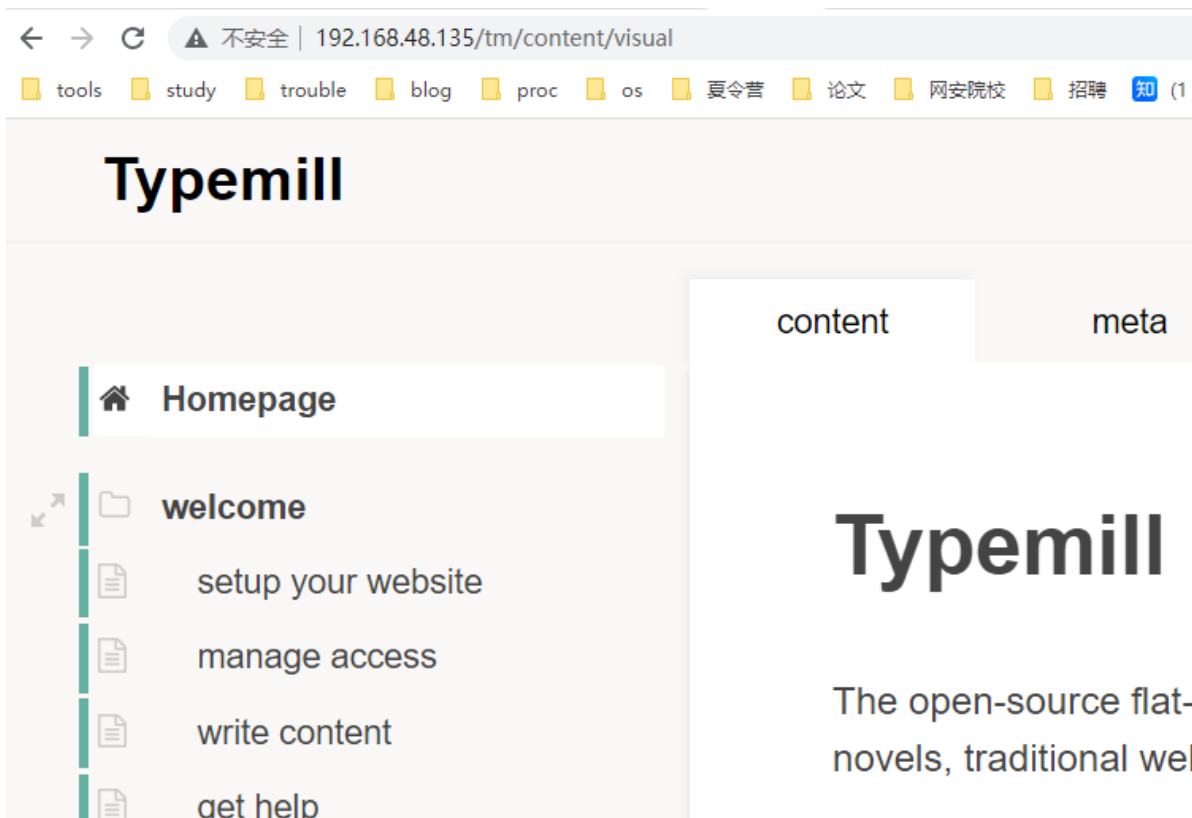 不安全 | 192.168.48.135/tm/content/visual
tools study trouble blog proc os 夏令营 论文 网安院校 招聘 知 (1
Typemill
content meta
Homepage
welcome
setup your website
manage access
write content
get help
Typemill
The open-source flat-
novels, traditional we